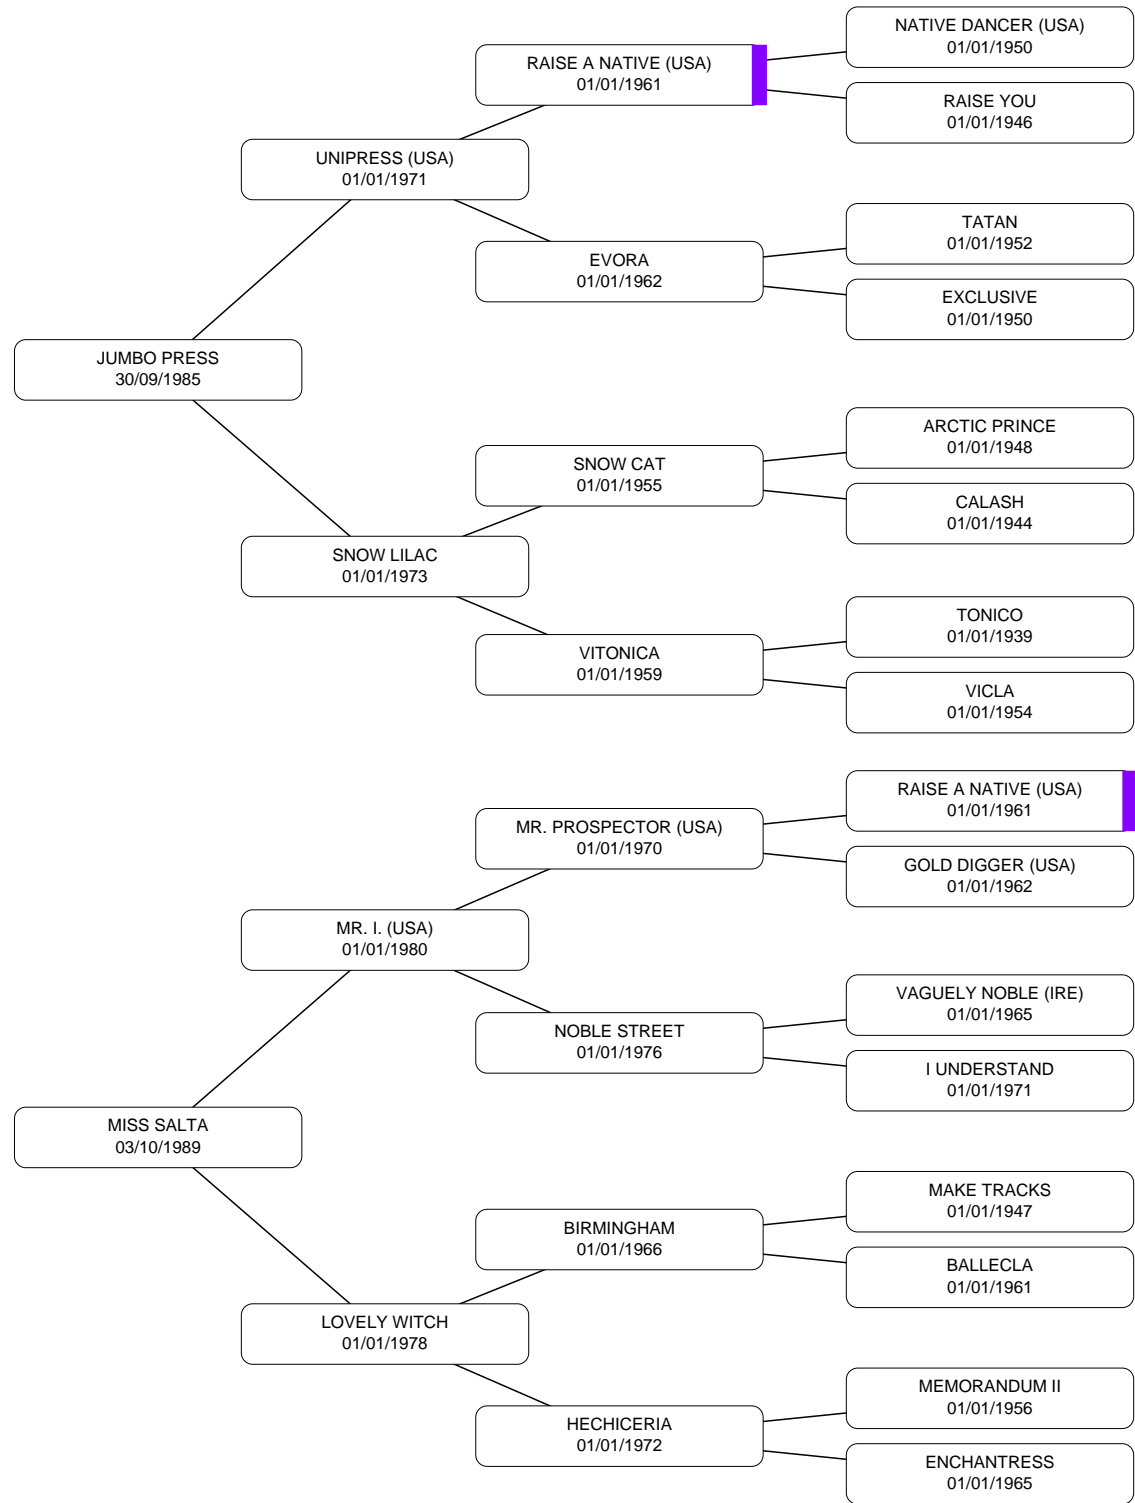 NATIVE DANCER (USA)
01/01/1950
RAISE A NATIVE (USA)
01/01/1961
RAISE YOU
01/01/1946
UNIPRESS (USA)
01/01/1971
TATAN
01/01/1952
EVORA
01/01/1962
EXCLUSIVE
01/01/1950
JUMBO PRESS
30/09/1985
ARCTIC PRINCE
01/01/1948
SNOW CAT
01/01/1955
CALASH
01/01/1944
SNOW LILAC
01/01/1973
TONICO
01/01/1939
VITONICA
01/01/1959
VICLA
01/01/1954
RAISE A NATIVE (USA)
01/01/1961
MR. PROSPECTOR (USA)
01/01/1970
GOLD DIGGER (USA)
01/01/1962
MR. I. (USA)
01/01/1980
VAGUELY NOBLE (IRE)
01/01/1965
NOBLE STREET
01/01/1976
I UNDERSTAND
01/01/1971
MISS SALTA
03/10/1989
MAKE TRACKS
01/01/1947
BIRMINGHAM
01/01/1966
BALLECLA
01/01/1961
LOVELY WITCH
01/01/1978
MEMORANDUM II
01/01/1956
HECHICERIA
01/01/1972
ENCHANTRESS
01/01/1965